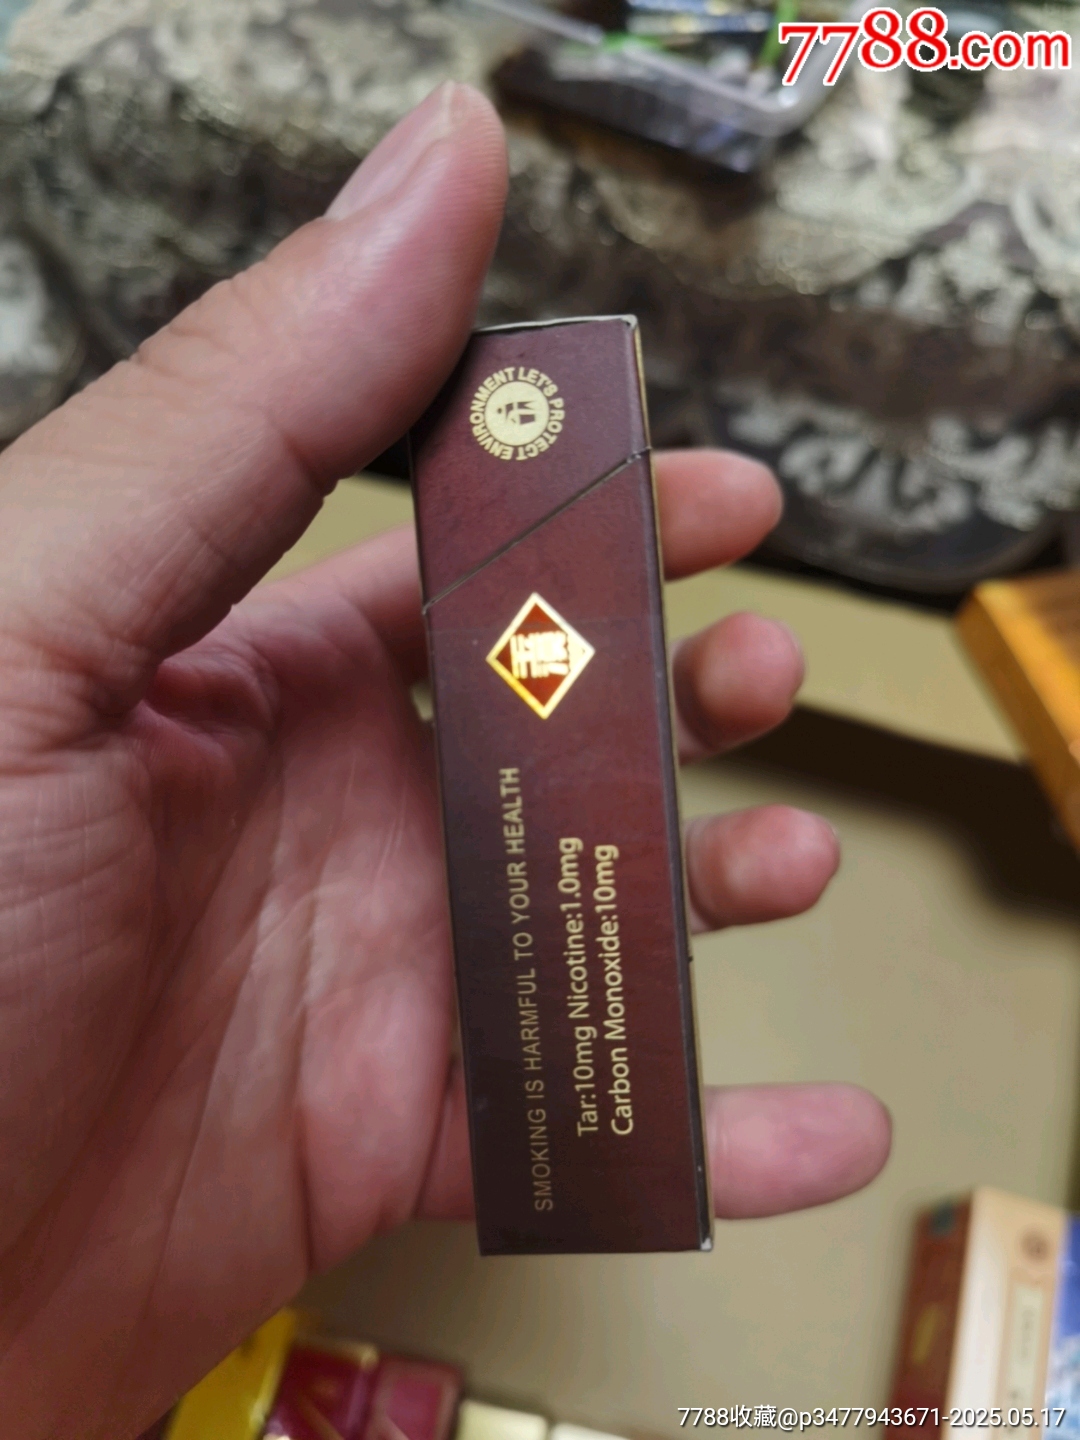 7788.com
LET'S PROTECT ENVIRONMENT
SMOKING IS HARMFUL TO YOUR HEALTH
Tar:10mg Nicotine:1.0mg
Carbon Monoxide:10mg
7788收藏@p3477943671-2025.05.17